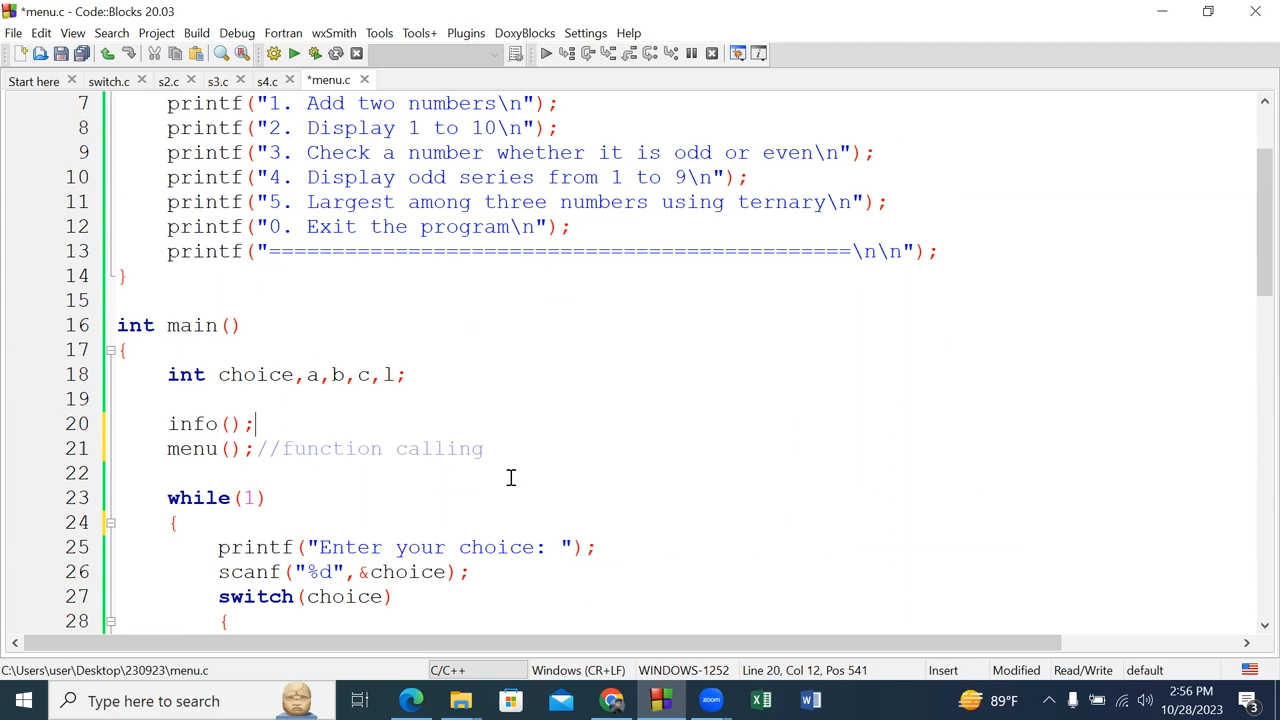 *menu.c - Code::Blocks 20.03
File Edit View Search Project Build Debug Fortran wxSmith Tools Tools+ Plugins DoxyBlocks Settings Help
Start here switch.c s2.c s3.c s4.c *menu.c
7 printf("1. Add two numbers\n");
8 printf("2. Display 1 to 10\n");
9 printf("3. Check a number whether it is odd or even\n");
10 printf("4. Display odd series from 1 to 9\n");
11 printf("5. Largest among three numbers using ternary\n");
12 printf("0. Exit the program\n");
13 printf("==============================================\n\n");
14 }
15
16 int main()
17 {
18 int choice,a,b,c,l;
19
20 info();
21 menu();//function calling
22
23 while(1)
24 {
25 printf("Enter your choice: ");
26 scanf("%d",&choice);
27 switch(choice)
28 {
C:\Users\user\Desktop\230923\menu.c C/C++ Windows (CR+LF) WINDOWS-1252 Line 20, Col 12, Pos 541 Insert Modified Read/Write default
Type here to search 89°F 2:56 PM
10/28/2023
3